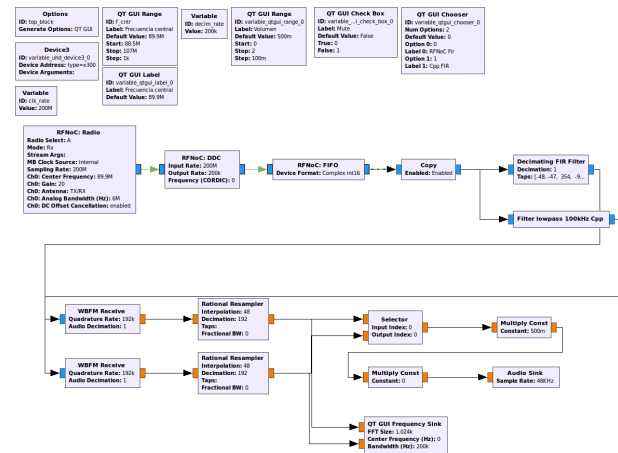 Options
ID: top_block
Generate Options: QT GUI
QT GUI Range
ID: f_cntr
Label: Frecuencia central
Default Value: 89.9M
Start: 88.5M
Stop: 107M
Step: 1k
Variable
ID: decim_rate
Value: 200k
QT GUI Range
ID: variable_qtgui_range_0
Label: Volumen
Default Value: 500m
Start: 0
Stop: 2
Step: 100m
QT GUI Check Box
ID: variable_...i_check_box_0
Label: Mute
Default Value: False
True: 0
False: 1
QT GUI Chooser
ID: variable_qtgui_chooser_0
Num Options: 2
Default Value: 0
Option 0: 0
Label 0: RFNoC Fir
Option 1: 1
Label 1: Cpp FIR
Device3
ID: variable_uhd_device3_0
Device Address: type=x300
Device Arguments:
QT GUI Label
ID: variable_qtgui_label_0
Label: Frecuencia central
Default Value: 89.9M
Variable
ID: clk_rate
Value: 200M
RFNoC: Radio
Radio Select: A
Mode: Rx
Stream Args:
MB Clock Source: Internal
Sampling Rate: 200M
Ch0: Center Frequency: 89.9M
Ch0: Gain: 20
Ch0: Antenna: TX/RX
Ch0: Analog Bandwidth (Hz): 6M
Ch0: DC Offset Cancellation: enabled
RFNoC: DDC
Input Rate: 200M
Output Rate: 200k
Frequency (CORDIC): 0
RFNoC: FIFO
Device Format: Complex int16
Copy
Enabled: Enabled
Decimating FIR Filter
Decimation: 1
Taps: [-48, -47, 354, -9...
Filter lowpass 100kHz Cpp
WBFM Receive
Quadrature Rate: 192k
Audio Decimation: 1
Rational Resampler
Interpolation: 48
Decimation: 192
Taps:
Fractional BW: 0
Selector
Input Index: 0
Output Index: 0
Multiply Const
Constant: 500m
WBFM Receive
Quadrature Rate: 192k
Audio Decimation: 1
Rational Resampler
Interpolation: 48
Decimation: 192
Taps:
Fractional BW: 0
Multiply Const
Constant: 0
Audio Sink
Sample Rate: 48KHz
QT GUI Frequency Sink
FFT Size: 1.024k
Center Frequency (Hz): 0
Bandwidth (Hz): 200k